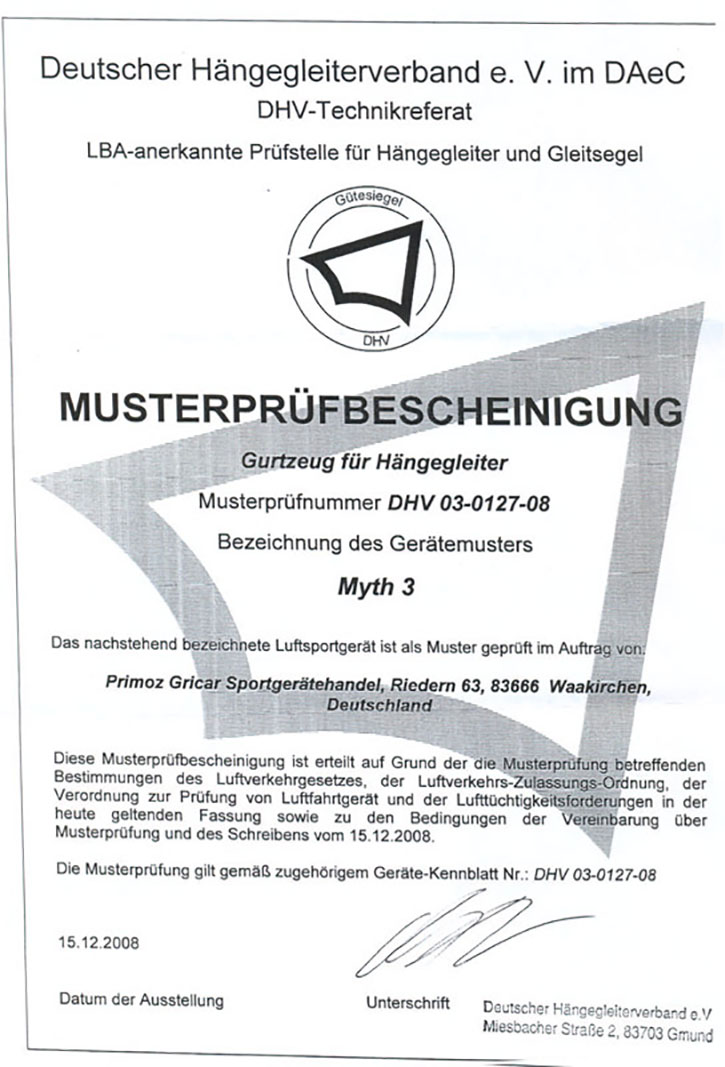 Deutscher Hängegleiterverband e. V. im DAeC
DHV-Technikreferat
LBA-anerkannte Prüfstelle für Hängegleiter und Gleitsegel
Gütesiegel
DHV
MUSTERPRÜFBESCHEINIGUNG
Gurtzeug für Hängegleiter
Musterprüfnummer DHV 03-0127-08
Bezeichnung des Gerätemusters
Myth 3
Das nachstehend bezeichnete Luftsportgerät ist als Muster geprüft im Auftrag von:
Primoz Gricar Sportgerätehandel, Riedern 63, 83666 Waakirchen,
Deutschland
Diese Musterprüfbescheinigung ist erteilt auf Grund der die Musterprüfung betreffenden
Bestimmungen des Luftverkehrgesetzes, der Luftverkehrs-Zulassungs-Ordnung, der
Verordnung zur Prüfung von Luftfahrtgerät und der Lufttüchtigkeitsforderungen in der
heute geltenden Fassung sowie zu den Bedingungen der Vereinbarung über
Musterprüfung und des Schreibens vom 15.12.2008.
Die Musterprüfung gilt gemäß zugehörigem Geräte-Kennblatt Nr.: DHV 03-0127-08
15.12.2008
Datum der Ausstellung
Unterschrift
Deutscher Hängegleiterverband e.V
Miesbacher Straße 2, 83703 Gmund